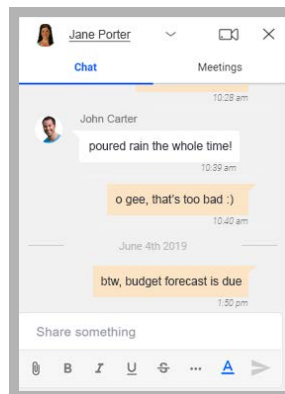 Jane Porter
Chat Meetings
10:28 am
John Carter
poured rain the whole time!
10:39 am
o gee, that's too bad :)
10:40 am
June 4th 2019
btw, budget forecast is due
1:50 pm
Share something
B I U S ... A